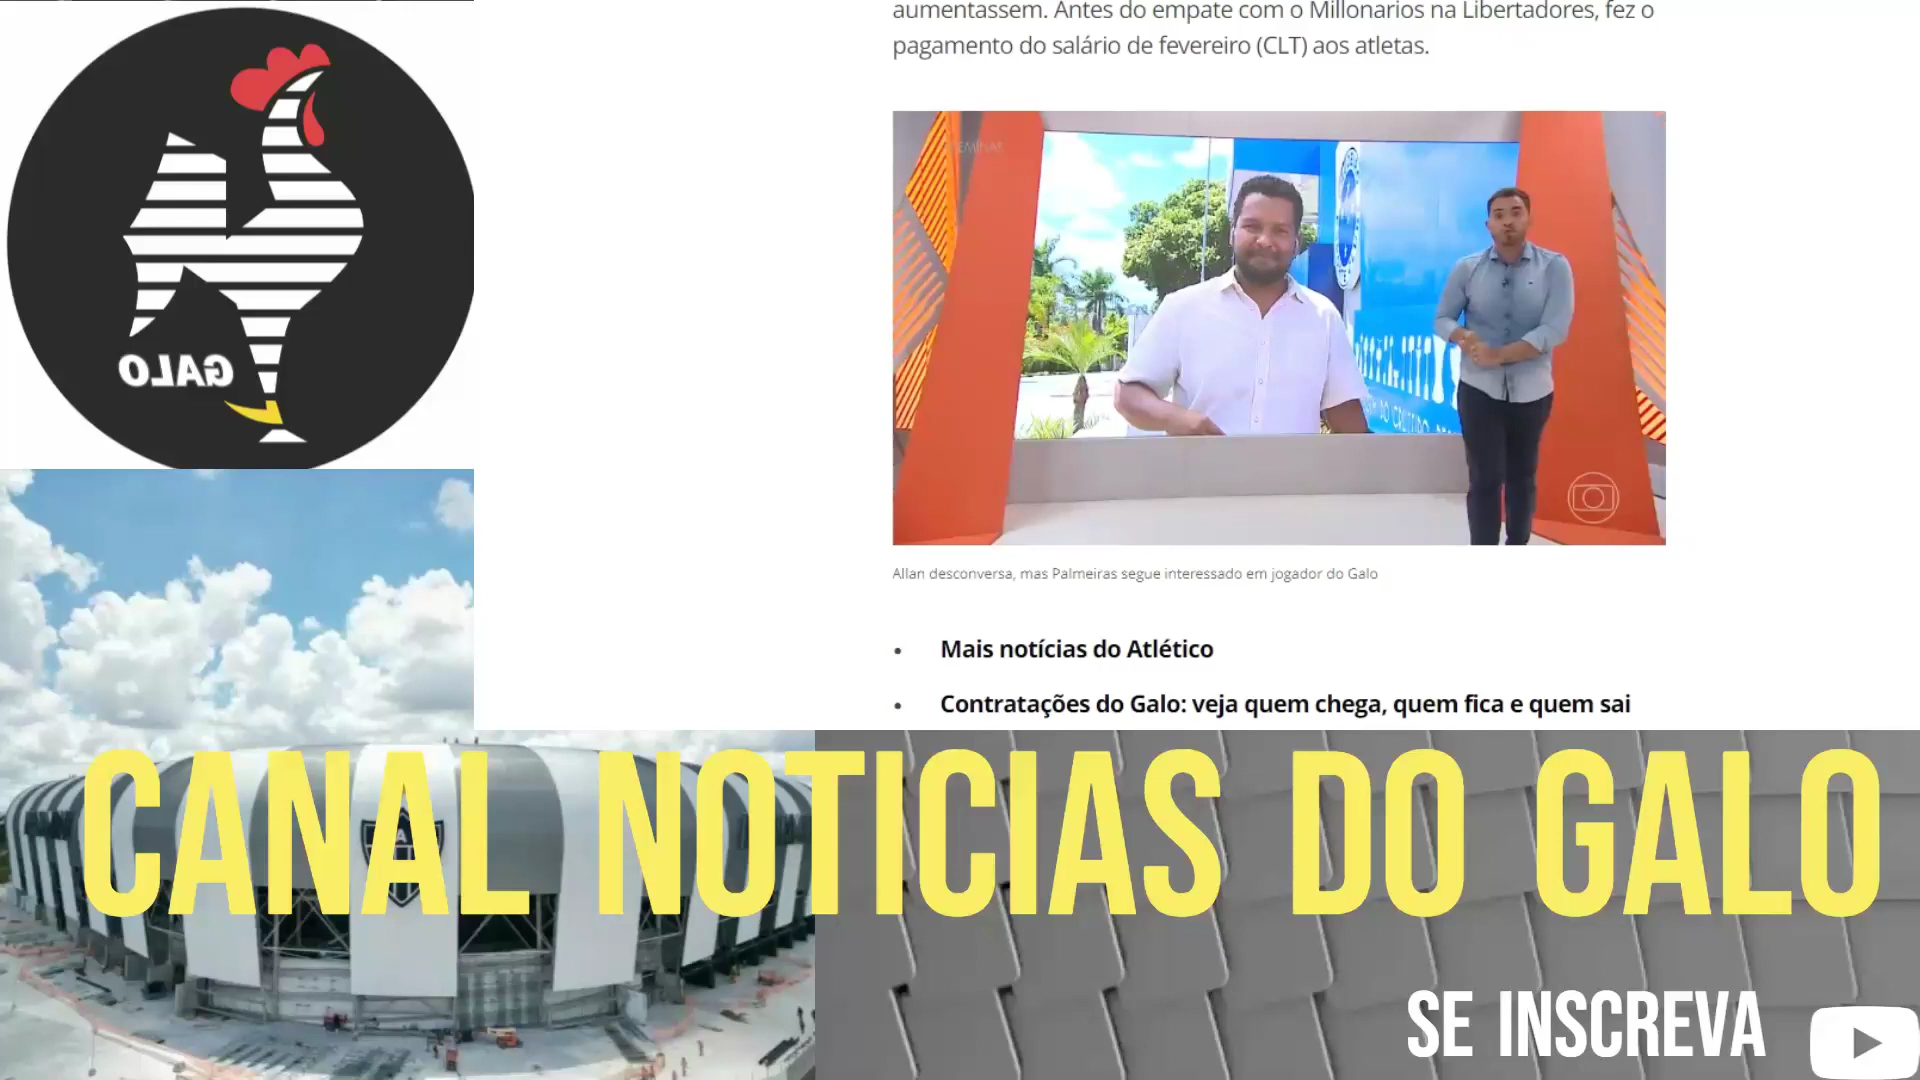 aumentassem. Antes do empate com o Millonarios na Libertadores, fez o
pagamento do salário de fevereiro (CLT) aos atletas.
GALO
Allan desconversa, mas Palmeiras segue interessado em jogador do Galo
• Mais notícias do Atlético
• Contratações do Galo: veja quem chega, quem fica e quem sai
CANAL NOTICIAS DO GALO
SE INSCREVA